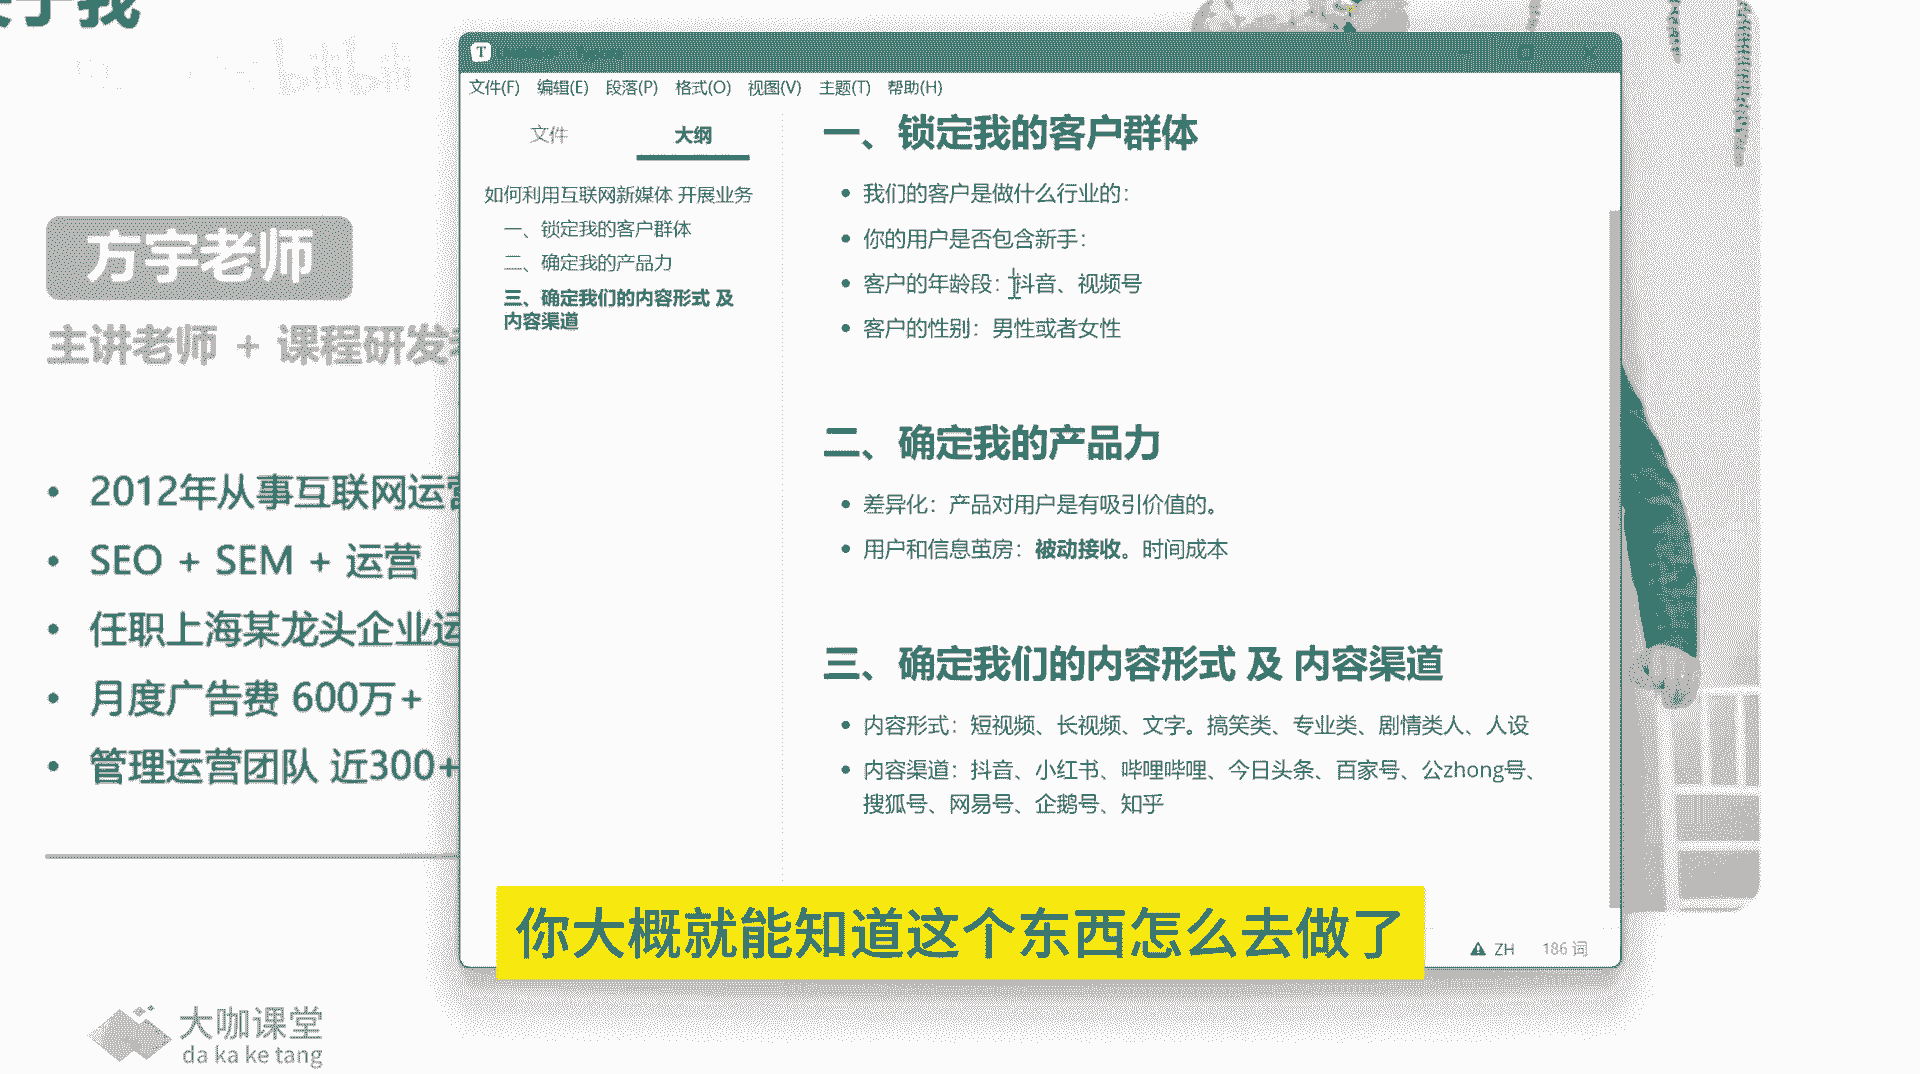 于我
bilibili
方宇老师
主讲老师 + 课程研发
2012年从事互联网运营
SEO + SEM + 运营
任职上海某龙头企业运
月度广告费 600万+
管理运营团队 近300+
大咖课堂
da ka ke tang
T
文件(F) 编辑(E) 段落(P) 格式(O) 视图(V) 主题(T) 帮助(H)
文件 大纲
如何利用互联网新媒体 开展业务
一、锁定我的客户群体
二、确定我的产品力
三、确定我们的内容形式 及
内容渠道
一、锁定我的客户群体
我们的客户是做什么行业的：
你的用户是否包含新手：
客户的年龄段：抖音、视频号
客户的性别：男性或者女性
二、确定我的产品力
差异化：产品对用户是有吸引价值的。
用户和信息茧房：被动接收。时间成本
三、确定我们的内容形式 及 内容渠道
内容形式：短视频、长视频、文字。搞笑类、专业类、剧情类人、人设
内容渠道：抖音、小红书、哔哩哔哩、今日头条、百家号、公zhong号、
搜狐号、网易号、企鹅号、知乎
ZH 186 词
你大概就能知道这个东西怎么去做了